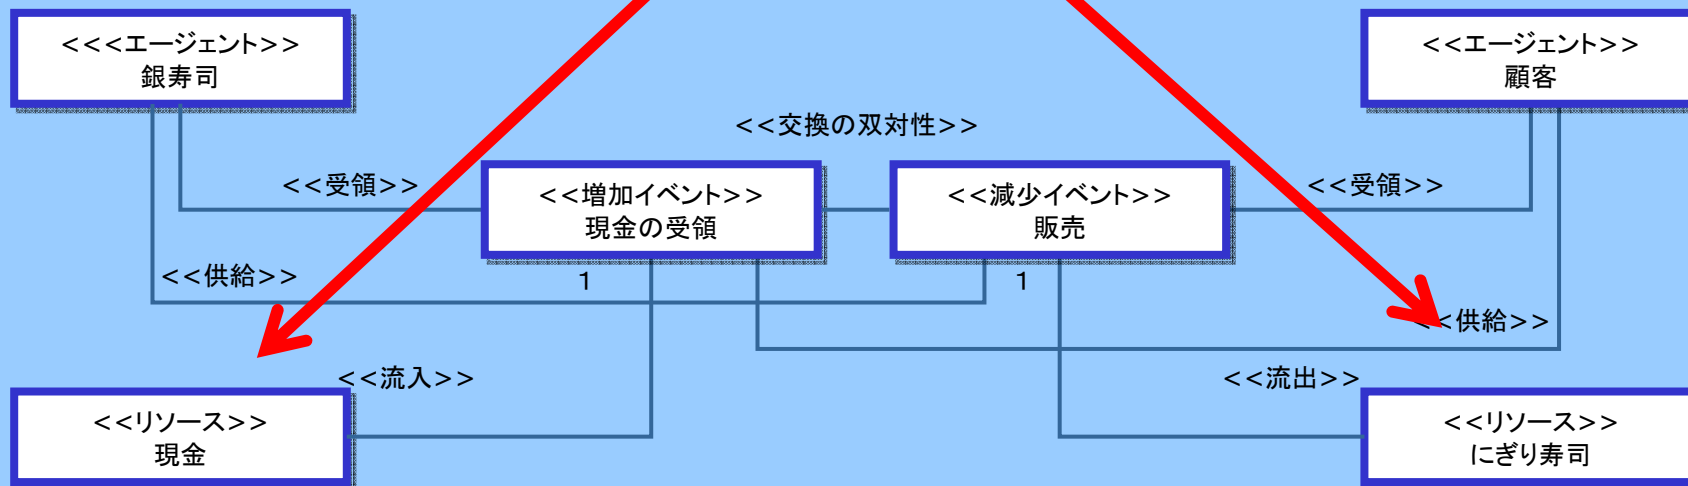 <<<エージェント>>
銀寿司
<<エージェント>>
顧客
<<交換の双対性>>
<<受領>>
<<増加イベント>>
現金の受領
<<減少イベント>>
販売
<<受領>>
<<供給>>
1
1
<<供給>>
<<流入>>
<<流出>>
<<リソース>>
現金
<<リソース>>
にぎり寿司